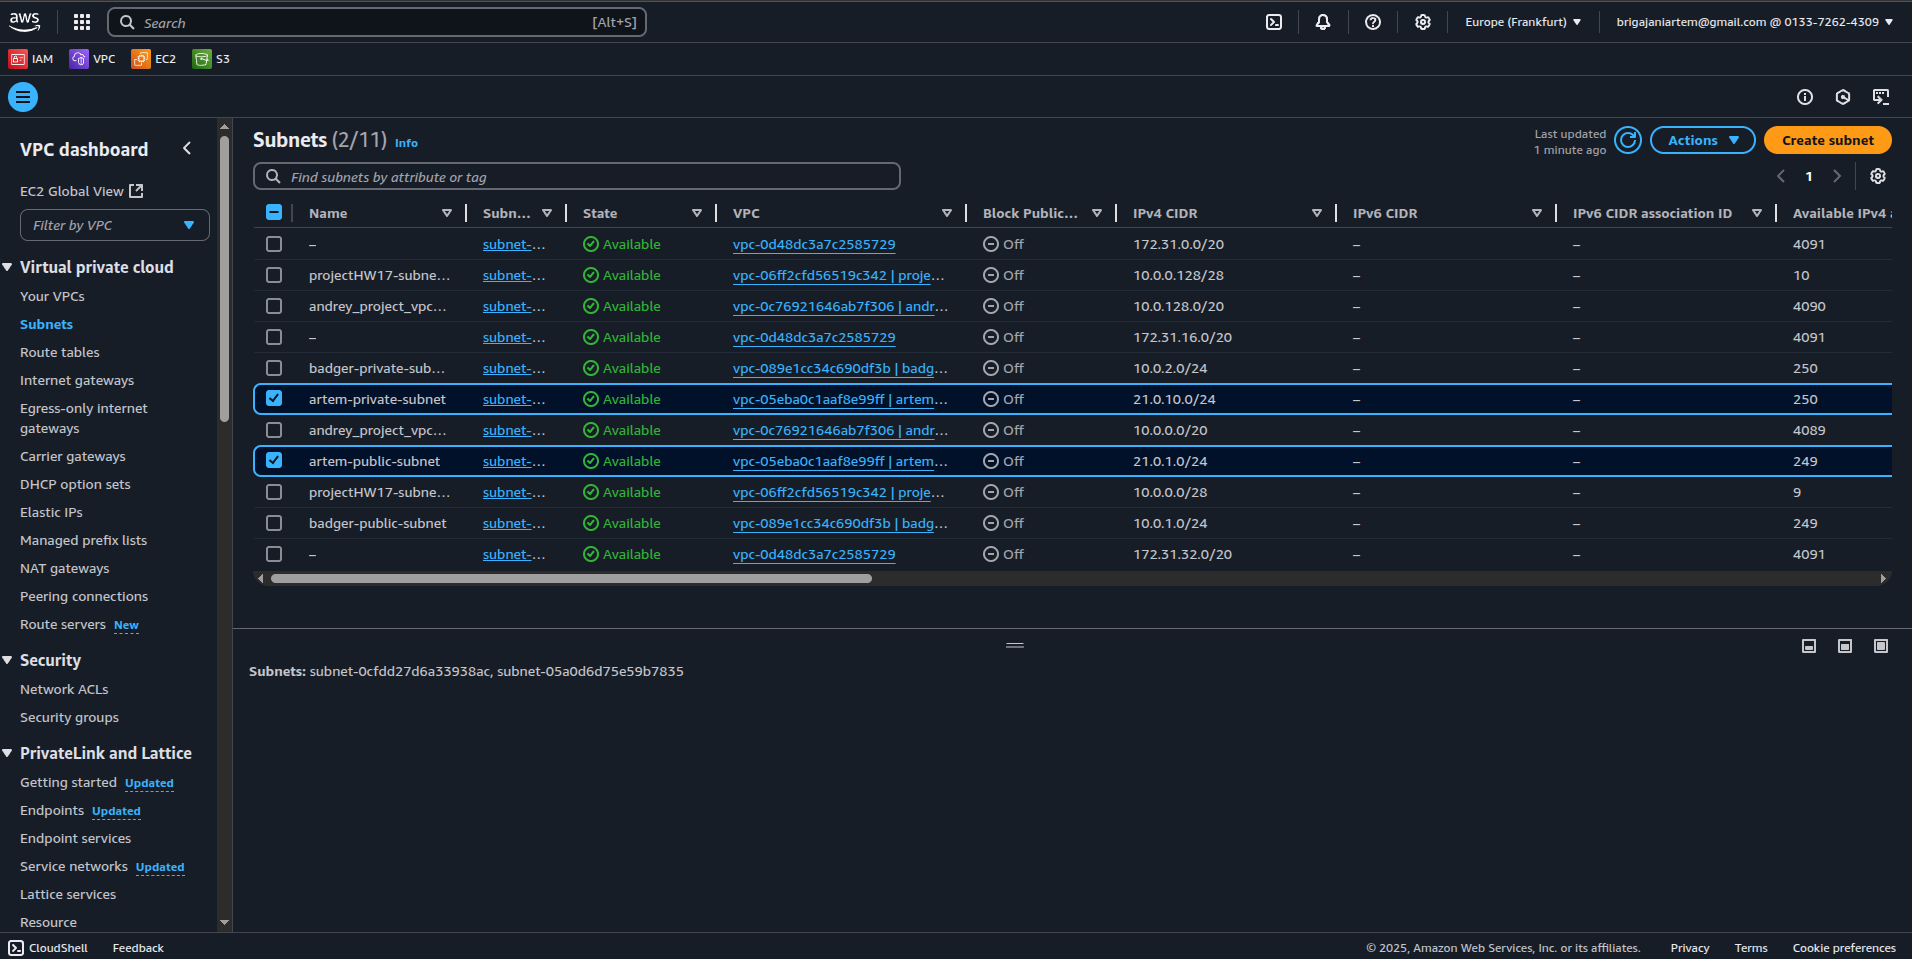 aws
Search [Alt+S]
Europe (Frankfurt)
brigajaniartem@gmail.com @ 0133-7262-4309
IAM VPC EC2 S3
VPC dashboard
EC2 Global View
Filter by VPC
Virtual private cloud
Your VPCs
Subnets
Route tables
Internet gateways
Egress-only internet
gateways
Carrier gateways
DHCP option sets
Elastic IPs
Managed prefix lists
NAT gateways
Peering connections
Route servers New
Security
Network ACLs
Security groups
PrivateLink and Lattice
Getting started Updated
Endpoints Updated
Endpoint services
Service networks Updated
Lattice services
Resource
Subnets (2/11) Info
Last updated
1 minute ago
Actions
Create subnet
Find subnets by attribute or tag
1
Name Subn... State VPC Block Public... IPv4 CIDR IPv6 CIDR IPv6 CIDR association ID Available IPv4
– subnet-... Available vpc-0d48dc3a7c2585729 Off 172.31.0.0/20 – – 4091
projectHW17-subne... subnet-... Available vpc-06ff2cfd56519c342 | proje... Off 10.0.0.128/28 – – 10
andrey_project_vpc... subnet-... Available vpc-0c76921646ab7f306 | andr... Off 10.0.128.0/20 – – 4090
– subnet-... Available vpc-0d48dc3a7c2585729 Off 172.31.16.0/20 – – 4091
badger-private-sub... subnet-... Available vpc-089e1cc34c690df3b | badg... Off 10.0.2.0/24 – – 250
artem-private-subnet subnet-... Available vpc-05eba0c1aaf8e99ff | artem... Off 21.0.10.0/24 – – 250
andrey_project_vpc... subnet-... Available vpc-0c76921646ab7f306 | andr... Off 10.0.0.0/20 – – 4089
artem-public-subnet subnet-... Available vpc-05eba0c1aaf8e99ff | artem... Off 21.0.1.0/24 – – 249
projectHW17-subne... subnet-... Available vpc-06ff2cfd56519c342 | proje... Off 10.0.0.0/28 – – 9
badger-public-subnet subnet-... Available vpc-089e1cc34c690df3b | badg... Off 10.0.1.0/24 – – 249
– subnet-... Available vpc-0d48dc3a7c2585729 Off 172.31.32.0/20 – – 4091
Subnets: subnet-0cfdd27d6a33938ac, subnet-05a0d6d75e59b7835
CloudShell Feedback
© 2025, Amazon Web Services, Inc. or its affiliates. Privacy Terms Cookie preferences